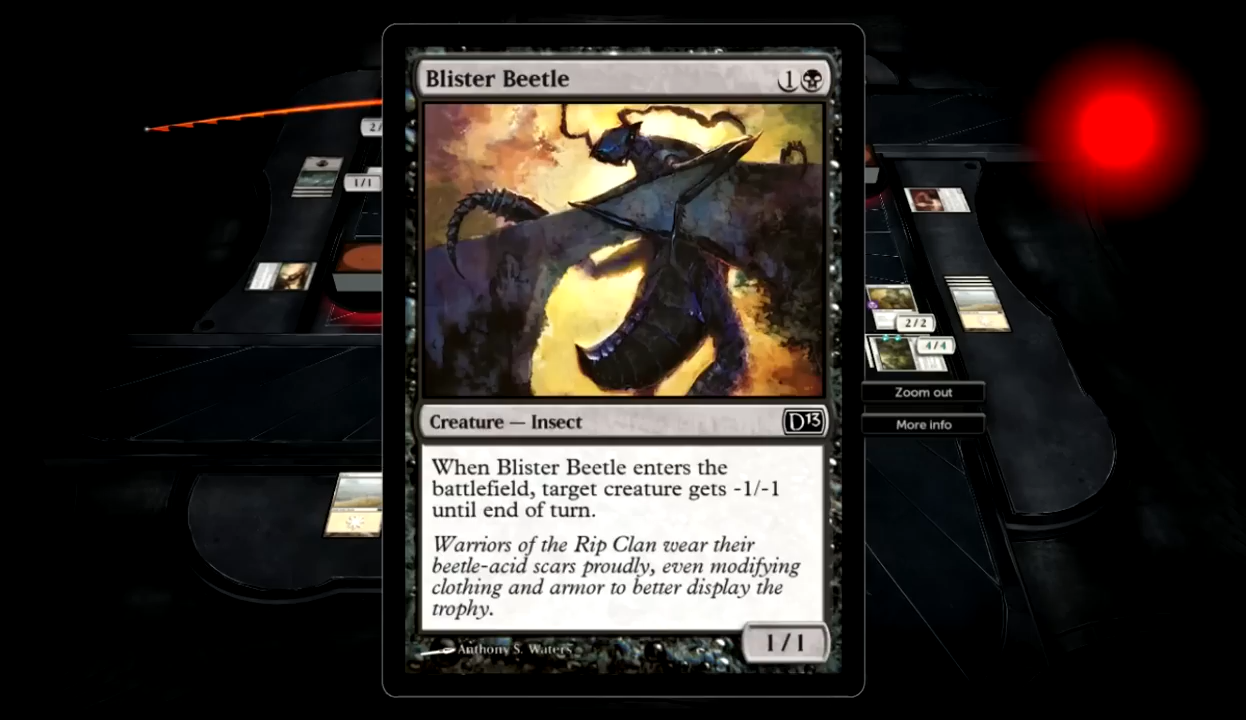 Blister Beetle
1
2/
1/1
2/2
4/4
Zoom out
More info
Creature — Insect
D13
When Blister Beetle enters the
battlefield, target creature gets -1/-1
until end of turn.
Warriors of the Rip Clan wear their
beetle-acid scars proudly, even modifying
clothing and armor to better display the
trophy.
1/1
Anthony S. Waters